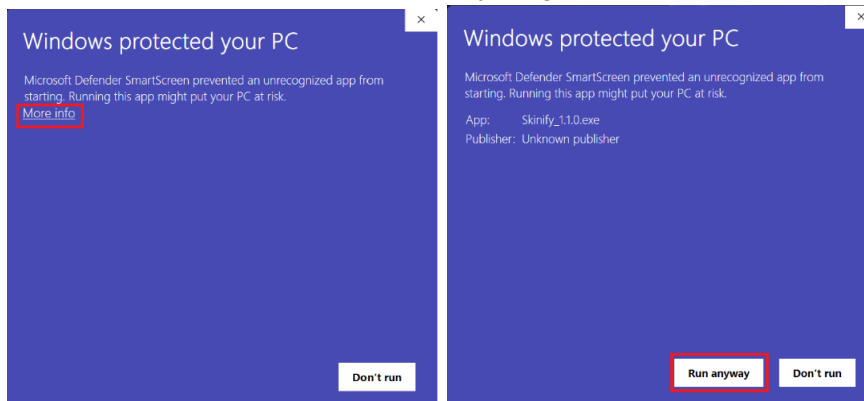 Windows protected your PC
Microsoft Defender SmartScreen prevented an unrecognized app from
starting. Running this app might put your PC at risk.
More info
Don't run
Windows protected your PC
Microsoft Defender SmartScreen prevented an unrecognized app from
starting. Running this app might put your PC at risk.
App: Skinify_1.1.0.exe
Publisher: Unknown publisher
Run anyway Don't run